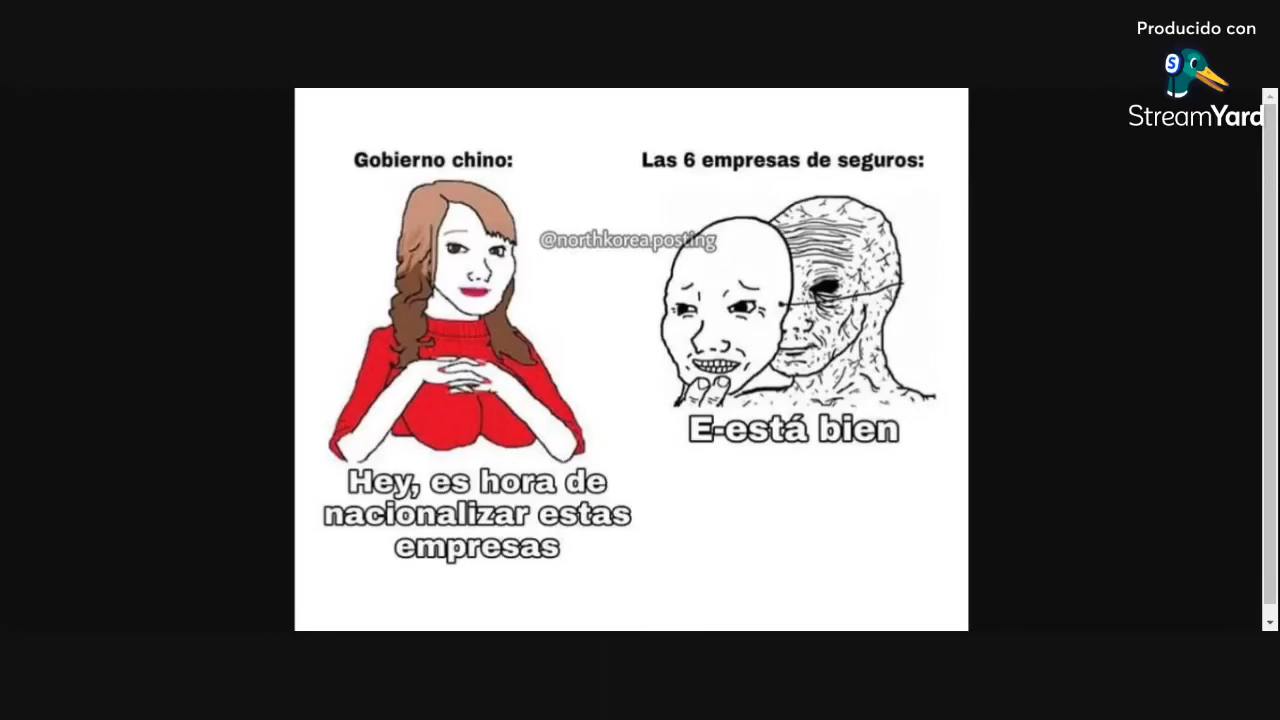 Producido con
StreamYard
Gobierno chino:
Las 6 empresas de seguros:
@northkorea.posting
E-está bien
Hey, es hora de
nacionalizar estas
empresas